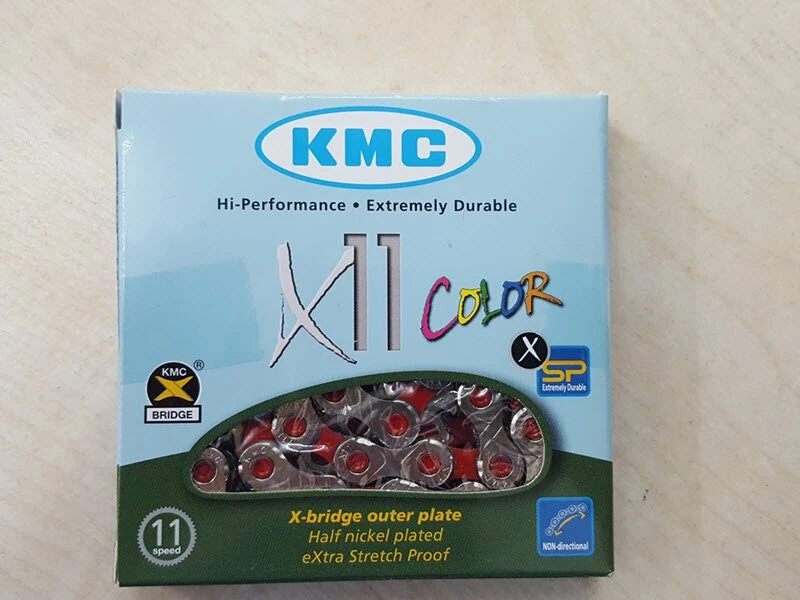 KMC
Hi-Performance • Extremely Durable
X11 COLOR
X
SP
Extremely Durable
KMC
®
BRIDGE
KMC
X-bridge outer plate
Half nickel plated
eXtra Stretch Proof
11
speed
NON-directional